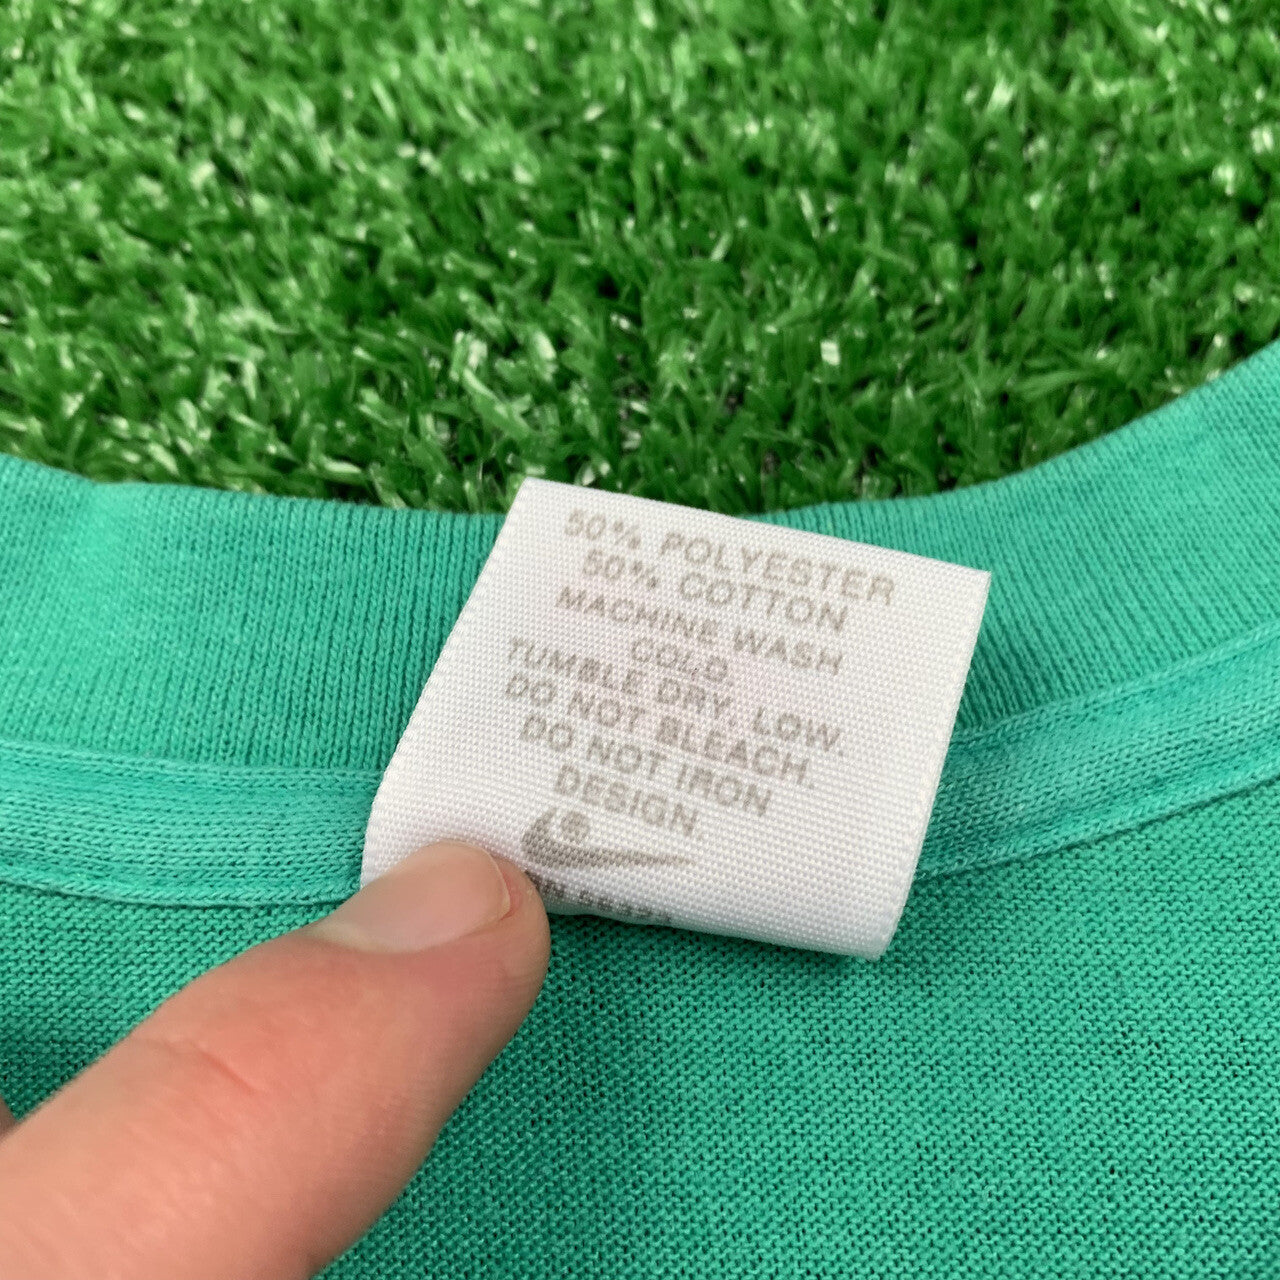 50% POLYESTER
50% COTTON
MACHINE WASH
COLD.
TUMBLE DRY, LOW.
DO NOT BLEACH.
DO NOT IRON
DESIGN.
®